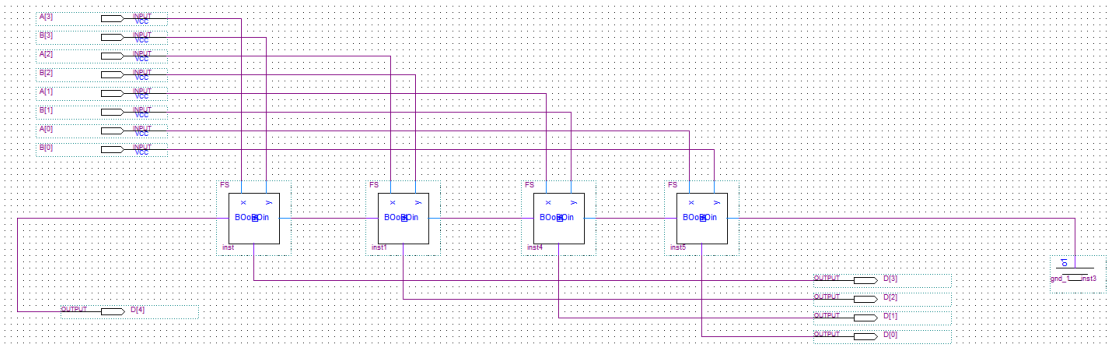 A[3] INPUT VCC
B[3] INPUT VCC
A[2] INPUT VCC
B[2] INPUT VCC
A[1] INPUT VCC
B[1] INPUT VCC
A[0] INPUT VCC
B[0] INPUT VCC
FS FS FS FS
x y x y x y x y
inst inst1 inst4 inst5
o1
gnd_1 inst3
OUTPUT D[3]
OUTPUT D[2]
OUTPUT D[4]
OUTPUT D[1]
OUTPUT D[0]